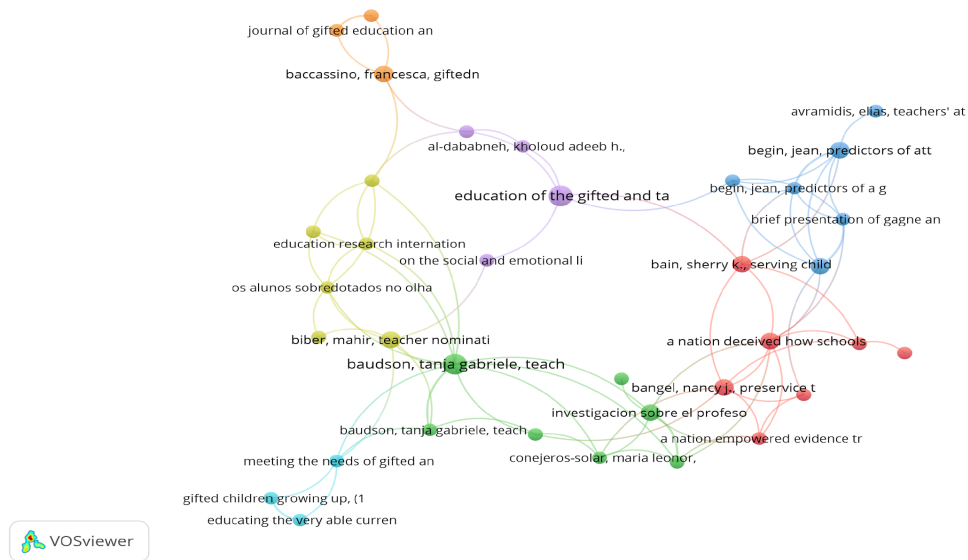 journal of gifted education an
baccassino, francesca, giftedn
avramidis, elias, teachers' at
al-dababneh, kholoud adeeb h.,
begin, jean, predictors of att
education of the gifted and ta
begin, jean, predictors of a g
brief presentation of gagne an
education research internation
on the social and emotional li
bain, sherry k., serving child
os alunos sobredotados no olha
biber, mahir, teacher nominati
a nation deceived how schools
baudson, tanja gabriele, teach
bangel, nancy j., preservice t
investigacion sobre el profeso
baudson, tanja gabriele, teach
a nation empowered evidence tr
meeting the needs of gifted an
conejeros-solar, maria leonor,
gifted children growing up, (1
educating the very able curren
VOSviewer